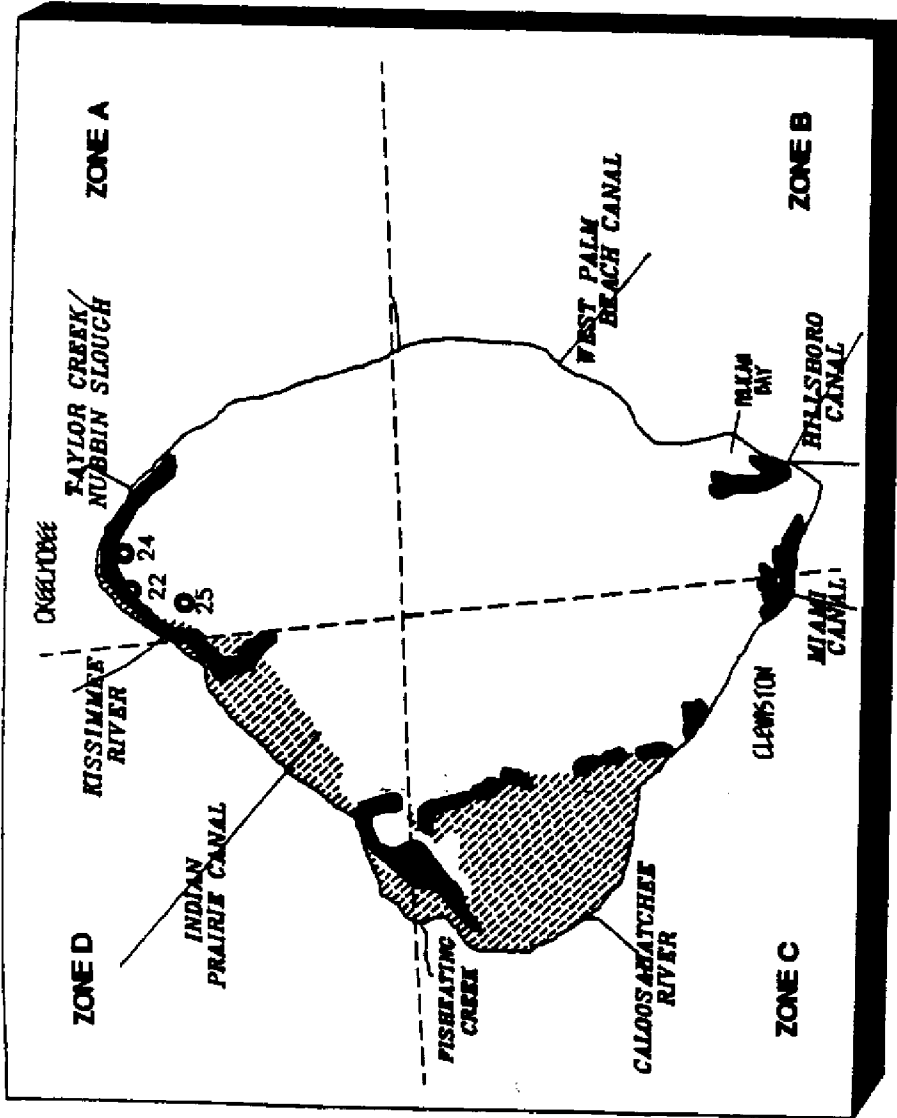 ZONE D
KISSIMMEE
RIVER
OKEECHOBEE
TAYLOR CREEK/
NUBBIN SLOUGH
ZONE A
24
22
25
INDIAN
PRAIRIE CANAL
FISHEATING
CREEK
WEST PALM
BEACH CANAL
CALOOSAHATCHEE
RIVER
CLEWISTON
BAY
MIAMI
CANAL
HILLSBORO
CANAL
ZONE C
ZONE B